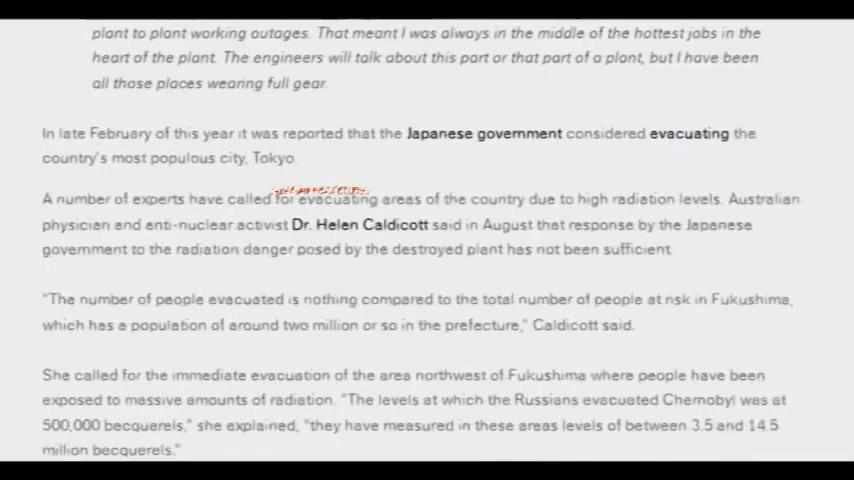 plant to plant working outages. That meant I was always in the middle of the hottest jobs in the
heart of the plant. The engineers will talk about this part or that part of a plant, but I have been
all those places wearing full gear.
In late February of this year it was reported that the Japanese government considered evacuating the
country's most populous city, Tokyo.
A number of experts have called for evacuating areas of the country due to high radiation levels. Australian
physician and anti-nuclear activist Dr. Helen Caldicott said in August that response by the Japanese
government to the radiation danger posed by the destroyed plant has not been sufficient.
"The number of people evacuated is nothing compared to the total number of people at risk in Fukushima,
which has a population of around two million or so in the prefecture," Caldicott said.
She called for the immediate evacuation of the area northwest of Fukushima where people have been
exposed to massive amounts of radiation. "The levels at which the Russians evacuated Chernobyl was at
500,000 becquerels," she explained, "they have measured in these areas levels of between 3.5 and 14.5
million becquerels."